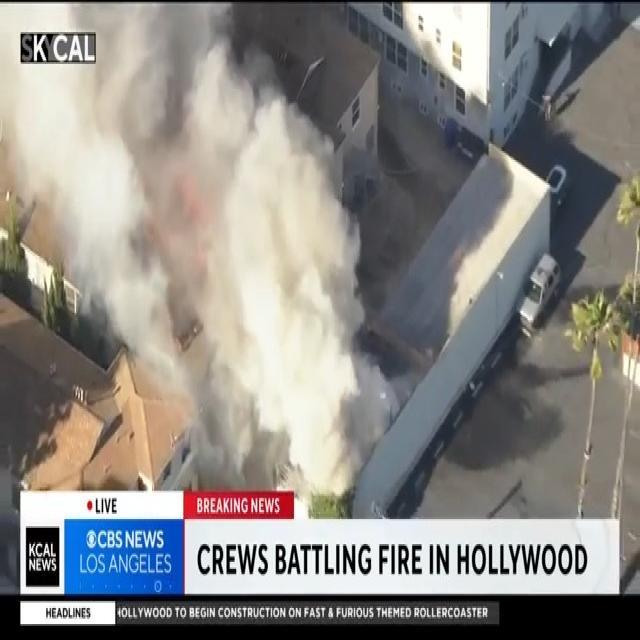 SKYCAL
LIVE
BREAKING NEWS
KCAL
NEWS
CBS NEWS
LOS ANGELES
CREWS BATTLING FIRE IN HOLLYWOOD
HEADLINES
HOLLYWOOD TO BEGIN CONSTRUCTION ON FAST & FURIOUS THEMED ROLLERCOASTER